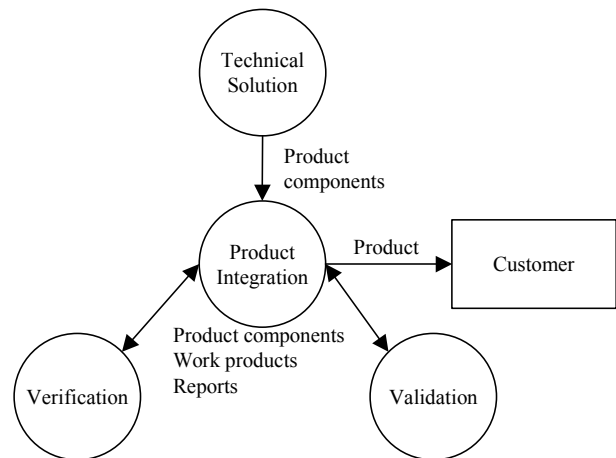 Technical
Solution
Product
components
Product
Integration
Product
Customer
Product components
Work products
Reports
Verification
Validation